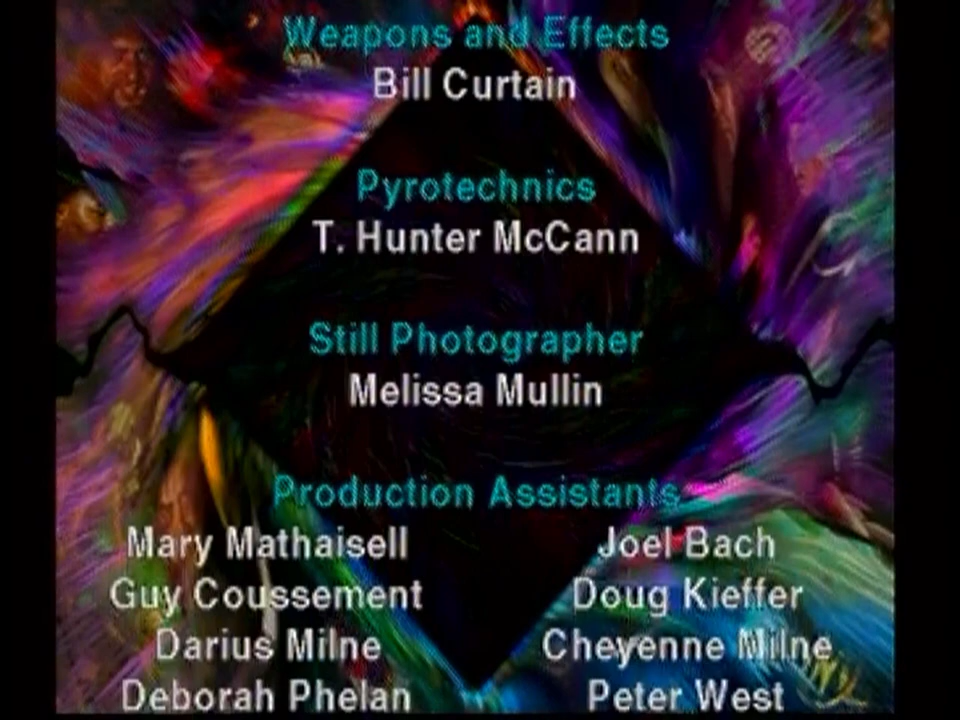 Weapons and Effects
Bill Curtain
Pyrotechnics
T. Hunter McCann
Still Photographer
Melissa Mullin
Production Assistants
Mary Mathaisell Joel Bach
Guy Coussement Doug Kieffer
Darius Milne Cheyenne Milne
Deborah Phelan Peter West